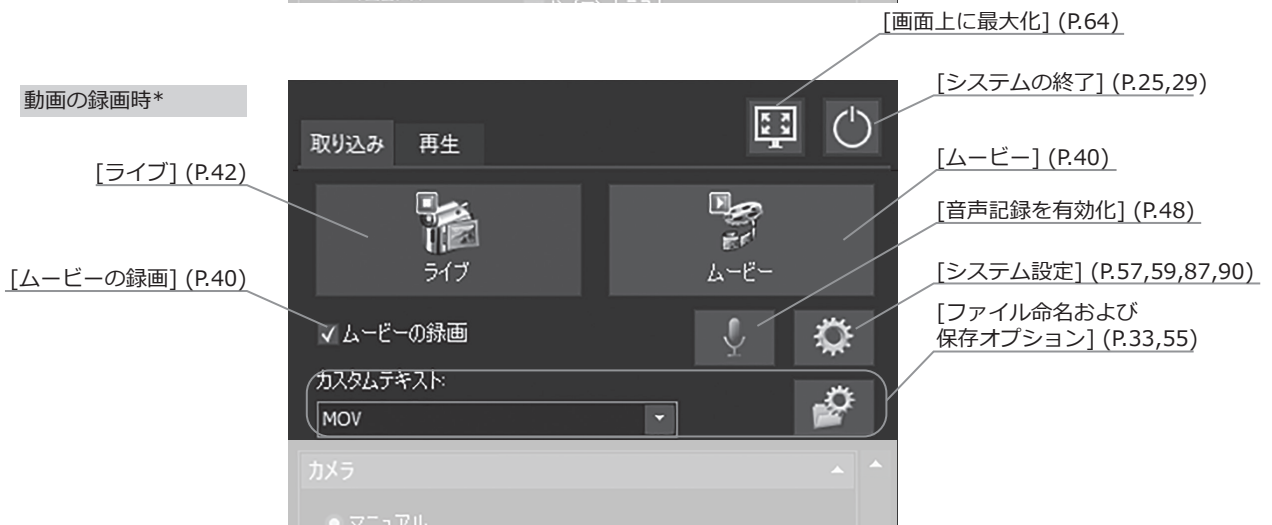 [画面上に最大化] (P.64)
動画の録画時*
[システムの終了] (P.25,29)
取り込み 再生
[ライブ] (P.42)
[ムービー] (P.40)
[音声記録を有効化] (P.48)
ライブ
ムービー
[ムービーの録画] (P.40)
[システム設定] (P.57,59,87,90)
ムービーの録画
[ファイル命名および
保存オプション] (P.33,55)
カスタムテキスト:
MOV
カメラ
マニュアル